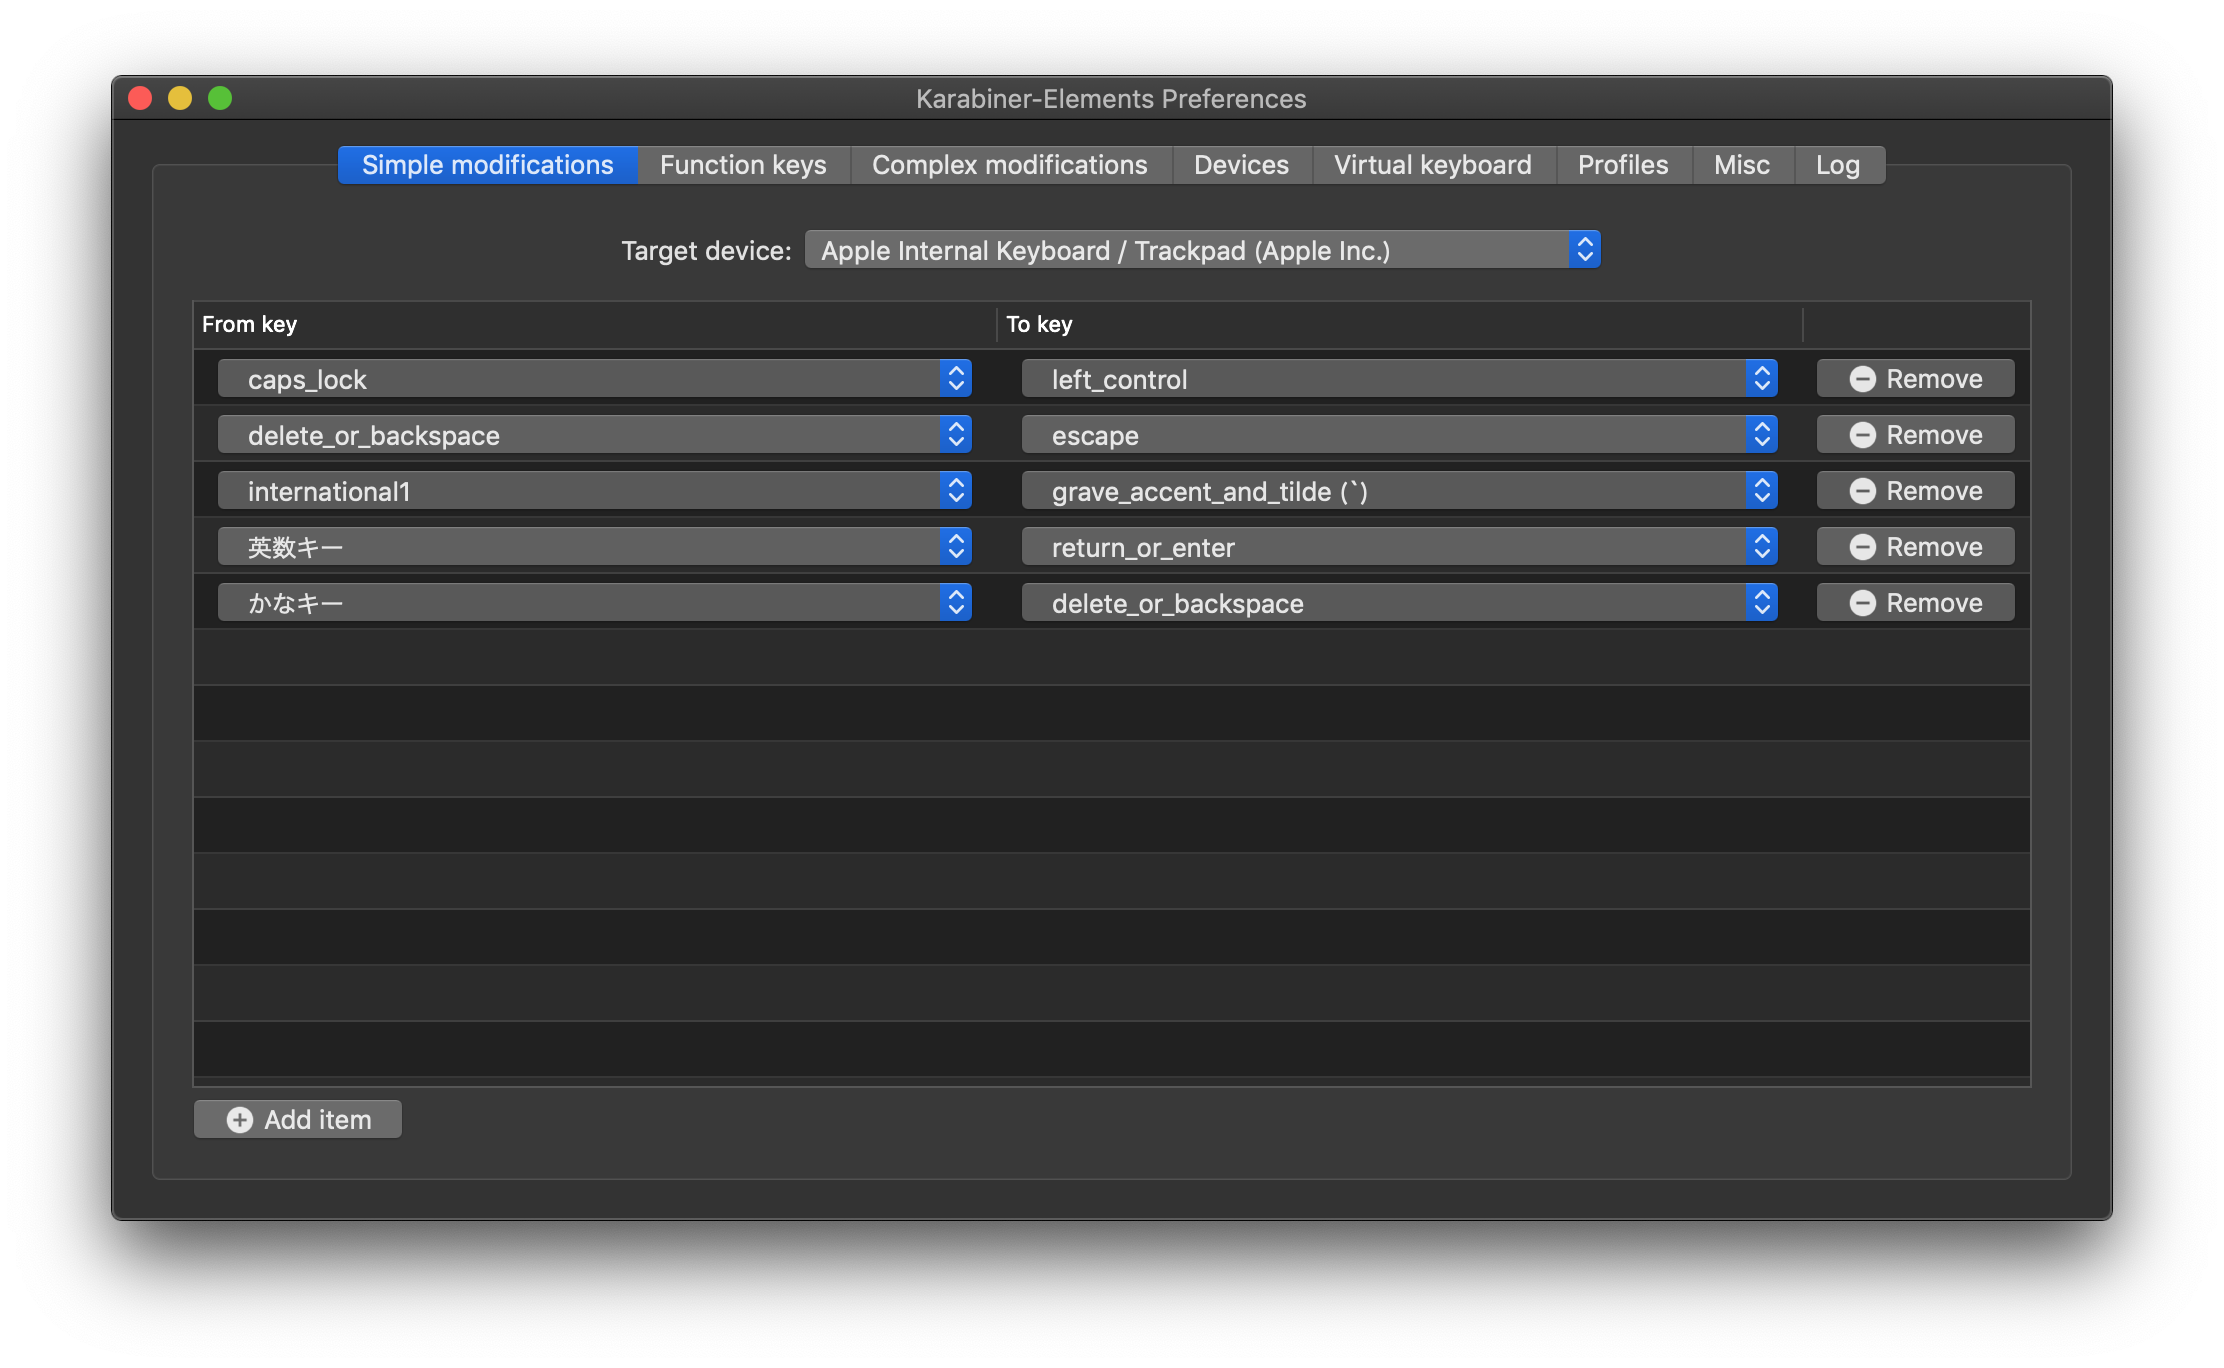 Karabiner-Elements Preferences
Simple modifications Function keys Complex modifications Devices Virtual keyboard Profiles Misc Log
Target device: Apple Internal Keyboard / Trackpad (Apple Inc.)
From key To key
caps_lock left_control Remove
delete_or_backspace escape Remove
international1 grave_accent_and_tilde (`) Remove
英数キー return_or_enter Remove
かなキー delete_or_backspace Remove
Add item